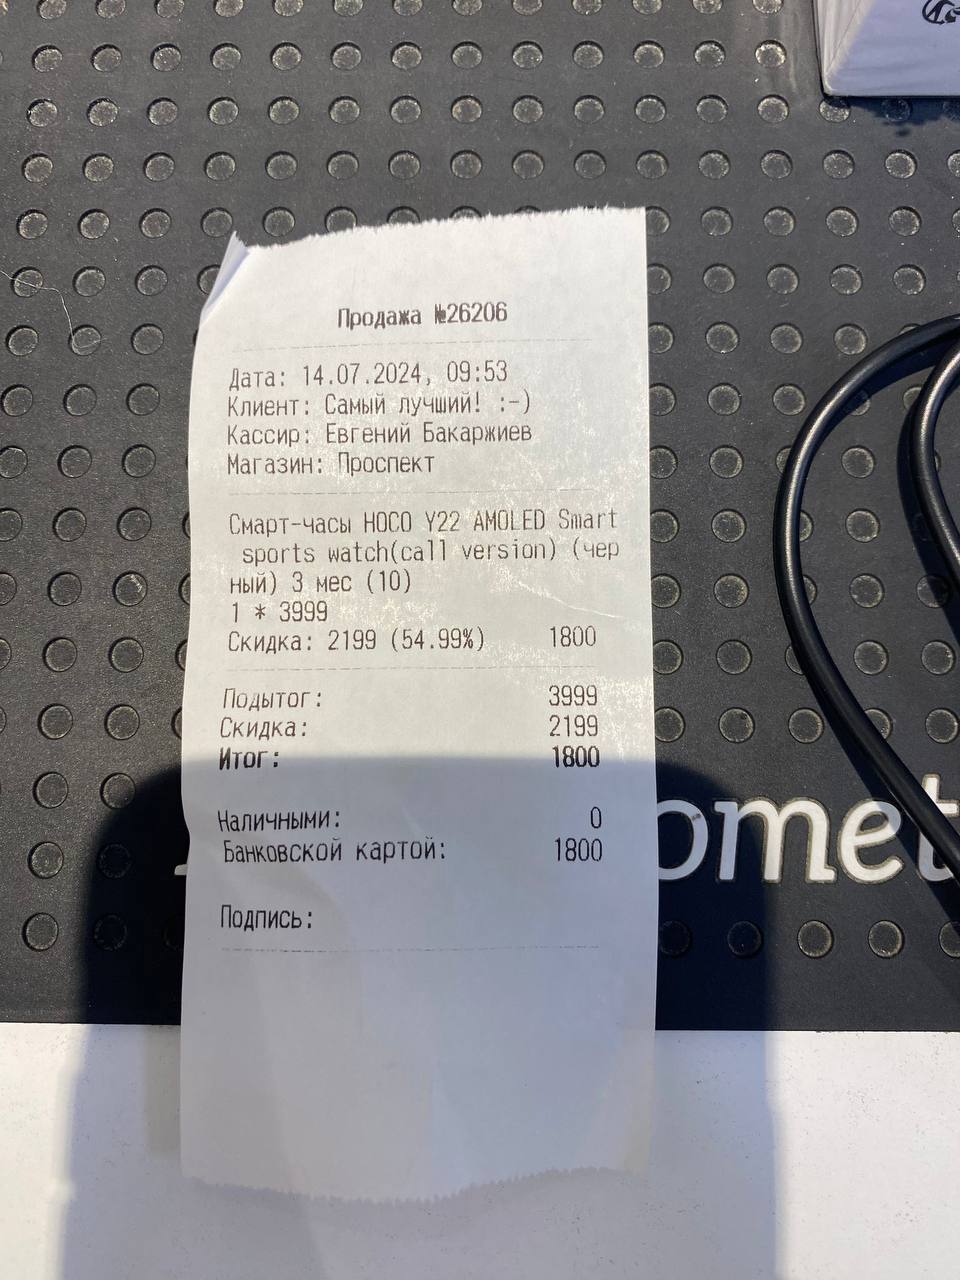 Продажа №26206
Дата: 14.07.2024, 09:53
Клиент: Самый лучший! :-)
Кассир: Евгений Бакаржиев
Магазин: Проспект
Смарт-часы HOCO Y22 AMOLED Smart
sports watch(call version) (чер
ный) 3 мес (10)
1 * 3999
Скидка: 2199 (54.99%) 1800
Подытог: 3999
Скидка: 2199
Итог: 1800
Наличными: 0
Банковской картой: 1800
Подпись: